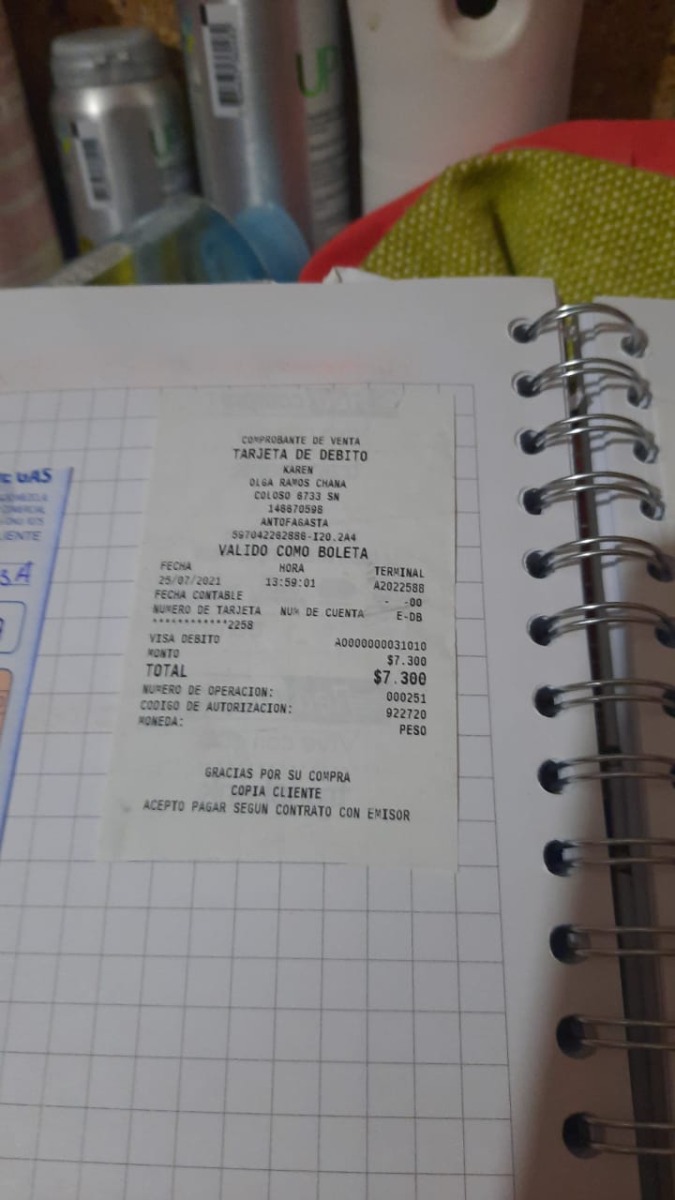 UP
COMPROBANTE DE VENTA
TARJETA DE DEBITO
KAREN
OLGA RAMOS CHANA
COLOSO 6733 SN
148670598
ANTOFAGASTA
597042262888-I20.2A4
VALIDO COMO BOLETA
FECHA HORA TERMINAL
25/07/2021 13:59:01 A2022588
FECHA CONTABLE - -00
NUMERO DE TARJETA NUM DE CUENTA E-DB
************2258
VISA DEBITO A0000000031010
MONTO $7.300
TOTAL $7.300
NUMERO DE OPERACION: 000251
CODIGO DE AUTORIZACION: 922720
MONEDA: PESO
GRACIAS POR SU COMPRA
COPIA CLIENTE
ACEPTO PAGAR SEGUN CONTRATO CON EMISOR